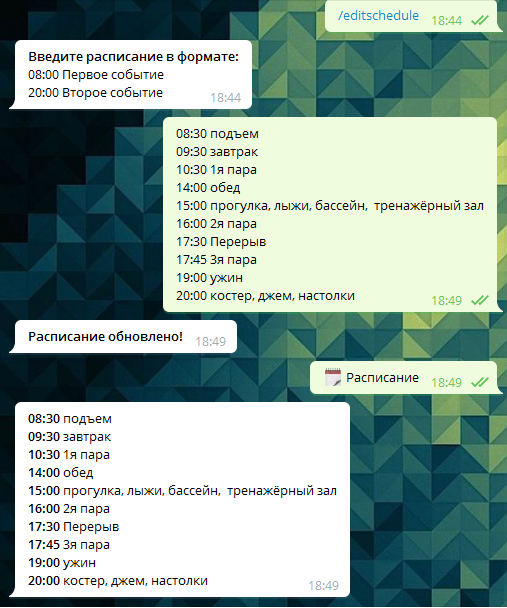 /editschedule 18:44
Введите расписание в формате:
08:00 Первое событие
20:00 Второе событие 18:44
08:30 подъем
09:30 завтрак
10:30 1я пара
14:00 обед
15:00 прогулка, лыжи, бассейн,  тренажёрный зал
16:00 2я пара
17:30 Перерыв
17:45 3я пара
19:00 ужин
20:00 костер, джем, настолки 18:49
Расписание обновлено! 18:49
Расписание 18:49
08:30 подъем
09:30 завтрак
10:30 1я пара
14:00 обед
15:00 прогулка, лыжи, бассейн,  тренажёрный зал
16:00 2я пара
17:30 Перерыв
17:45 3я пара
19:00 ужин
20:00 костер, джем, настолки 18:49